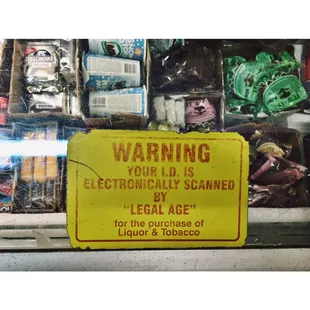 WARNING
YOUR I.D. IS
ELECTRONICALLY SCANNED
BY
"LEGAL AGE"
for the purchase of
Liquor & Tobacco